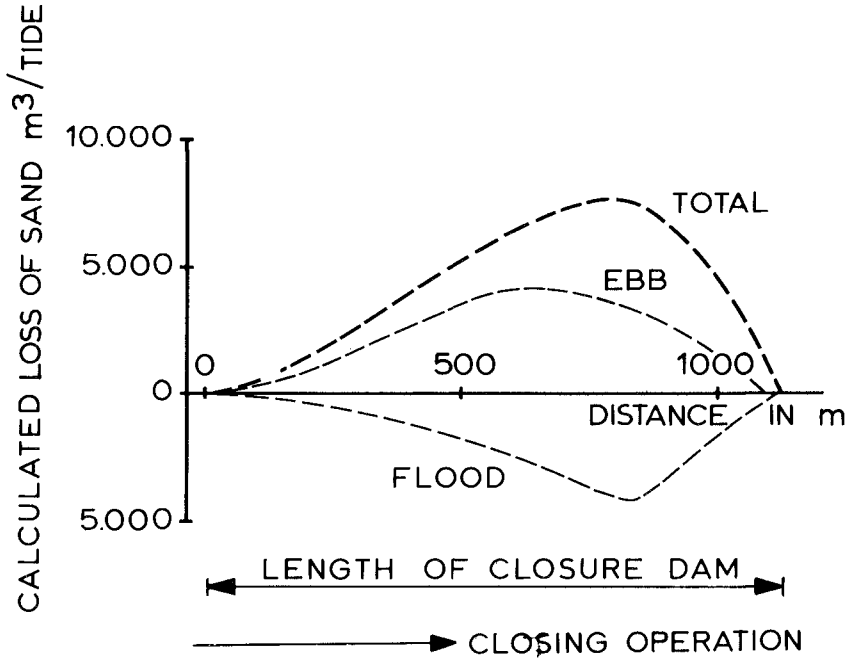 CALCULATED LOSS OF SAND m³/TIDE
10.000
TOTAL
5.000
EBB
0 500 1000
0
DISTANCE IN m
FLOOD
5.000
LENGTH OF CLOSURE DAM
CLOSING OPERATION